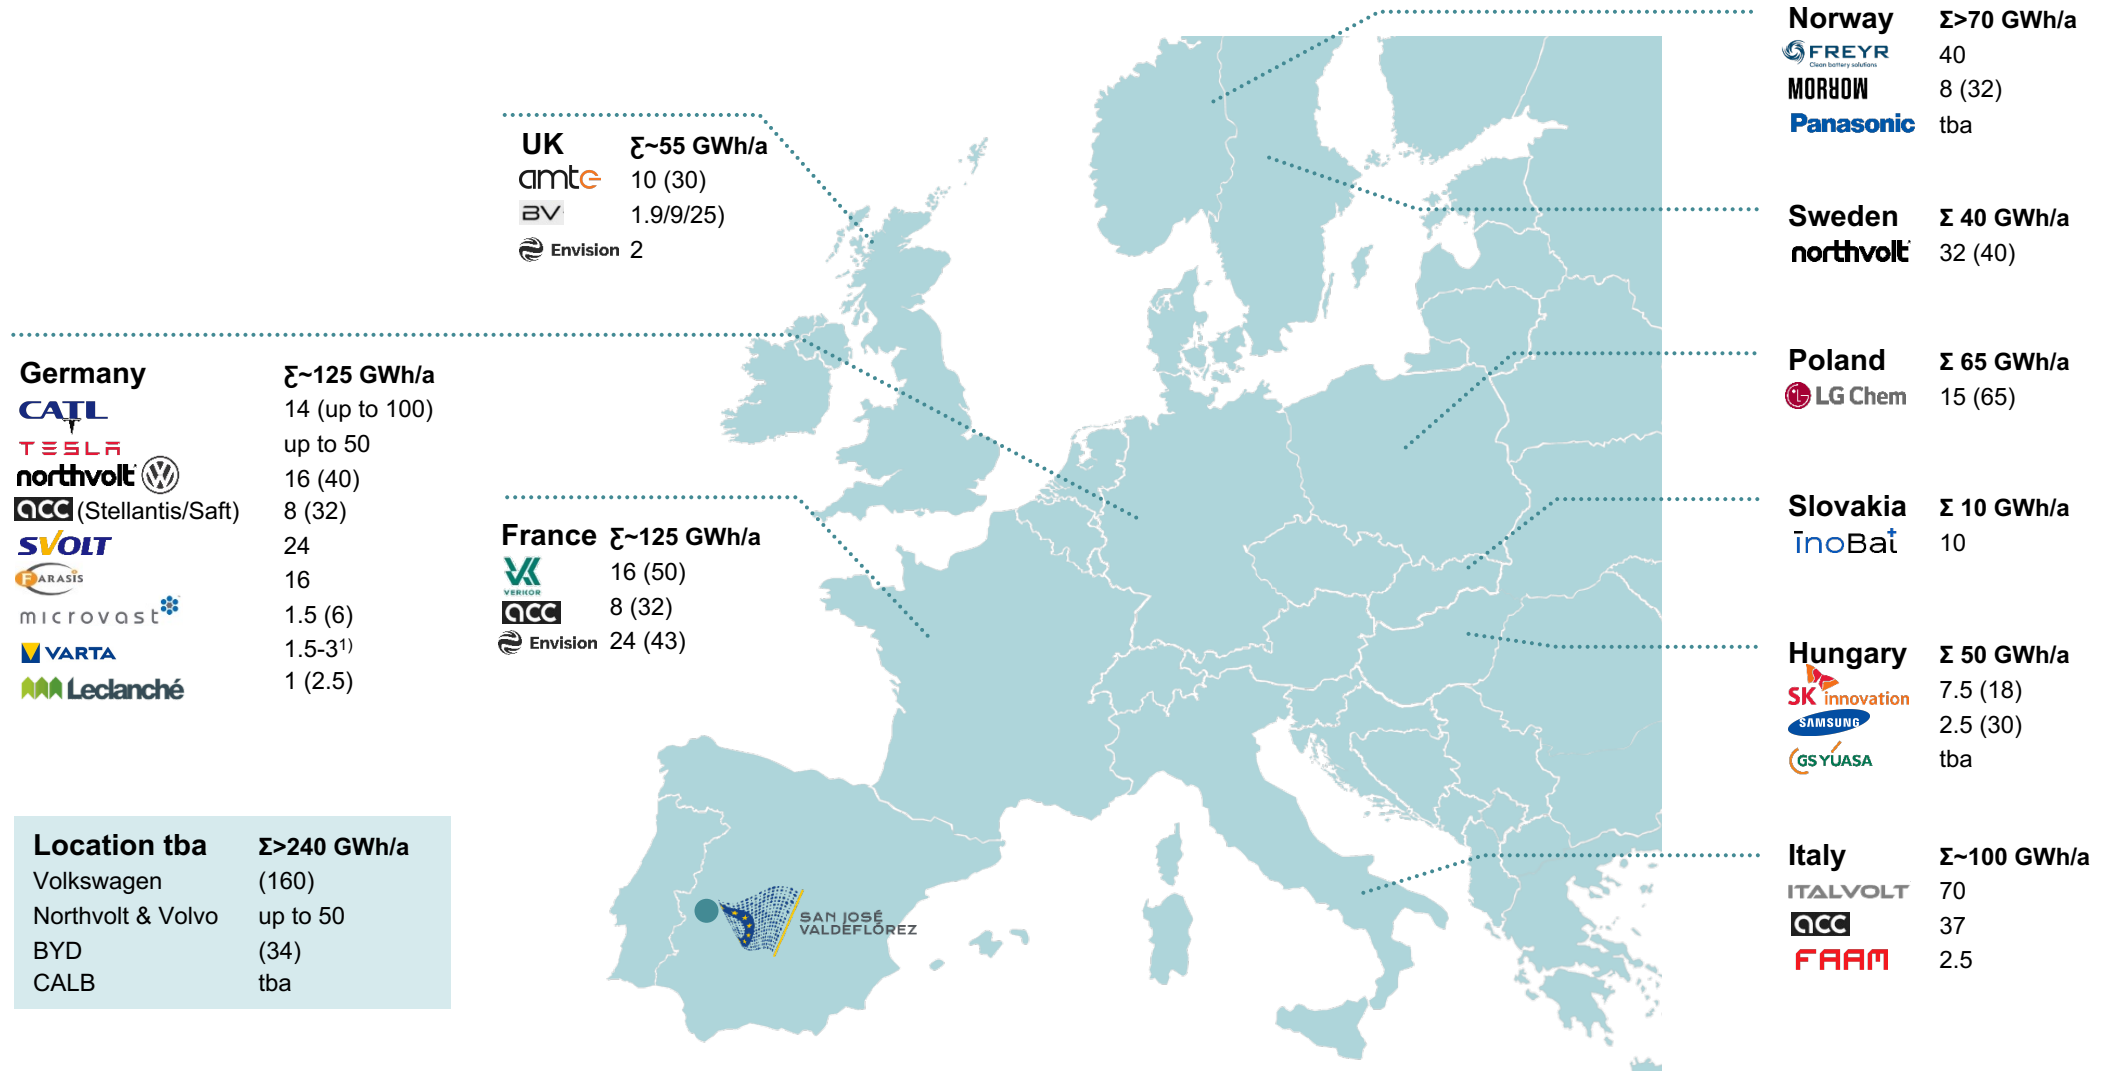 Norway Σ>70 GWh/a
FREYR 40
Clean battery solutions
MORROW 8 (32)
Panasonic tba
UK Σ~55 GWh/a
amte 10 (30)
BV 1.9/9/25)
Envision 2
Sweden Σ 40 GWh/a
northvolt 32 (40)
Poland Σ 65 GWh/a
LG Chem 15 (65)
Germany Σ~125 GWh/a
CATL 14 (up to 100)
TESLA up to 50
northvolt VW 16 (40)
acc (Stellantis/Saft) 8 (32)
SVOLT 24
FARASIS 16
microvast 1.5 (6)
VARTA 1.5-3¹⁾
Leclanché 1 (2.5)
France Σ~125 GWh/a
VERKOR 16 (50)
acc 8 (32)
Envision 24 (43)
Slovakia Σ 10 GWh/a
InoBat 10
Hungary Σ 50 GWh/a
SK innovation 7.5 (18)
SAMSUNG 2.5 (30)
GS YUASA tba
Italy Σ~100 GWh/a
ITALVOLT 70
acc 37
FAAM 2.5
Location tba Σ>240 GWh/a
Volkswagen (160)
Northvolt & Volvo up to 50
BYD (34)
CALB tba
SAN JOSÉ
VALDEFLÓREZ